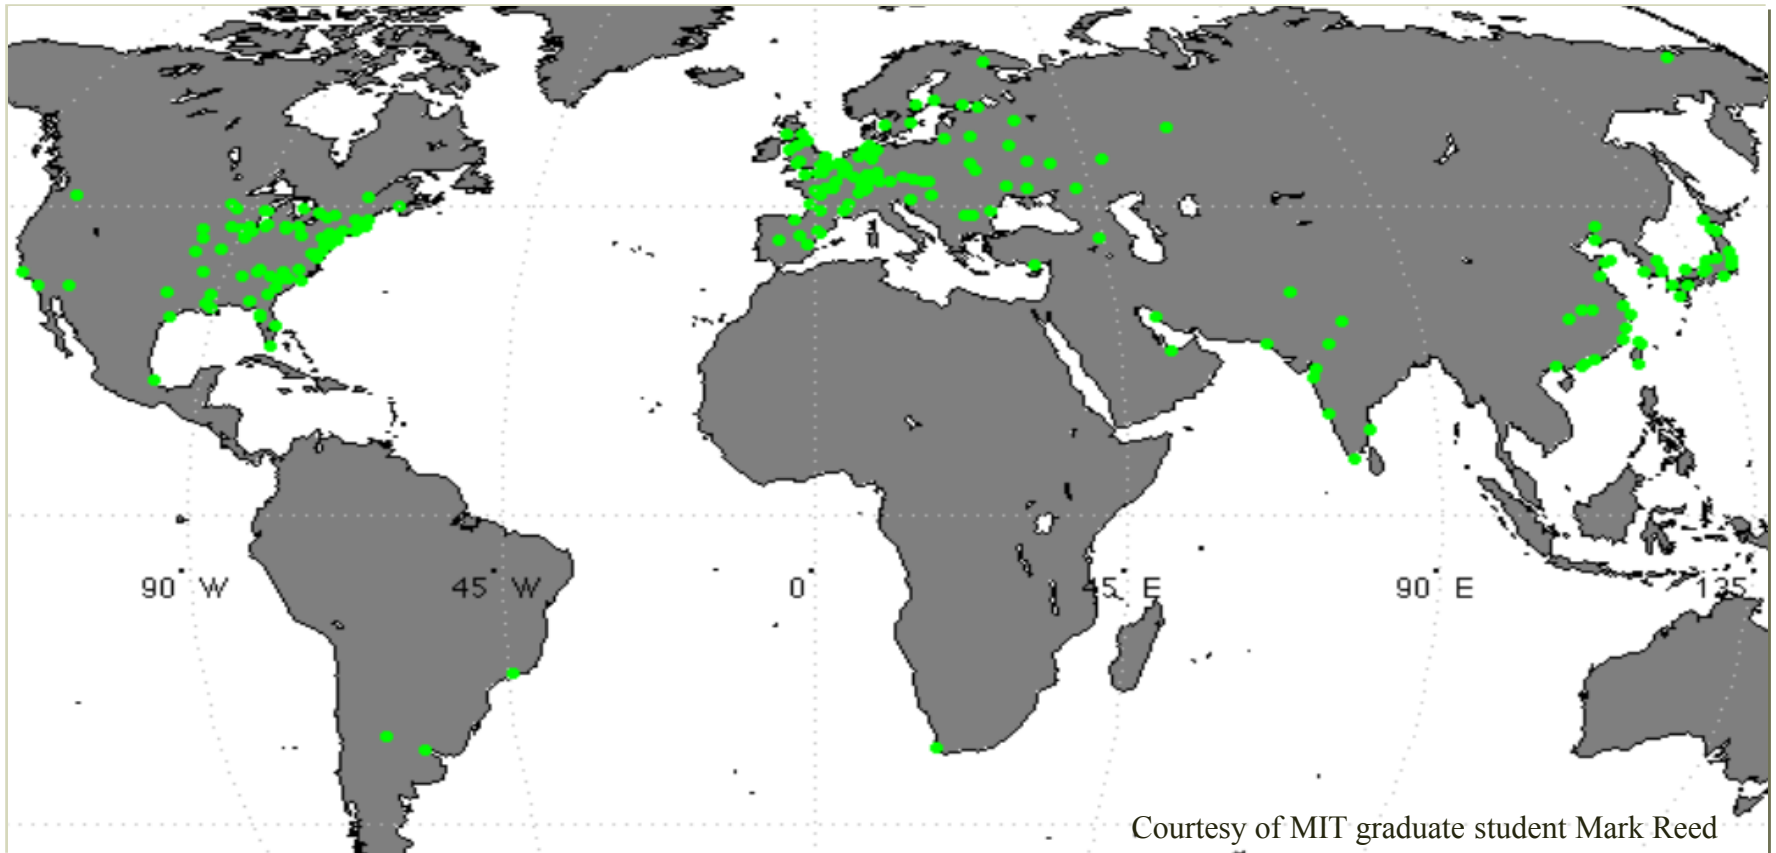 90 W 45 W 0 45 E 90 E 135
Courtesy of MIT graduate student Mark Reed